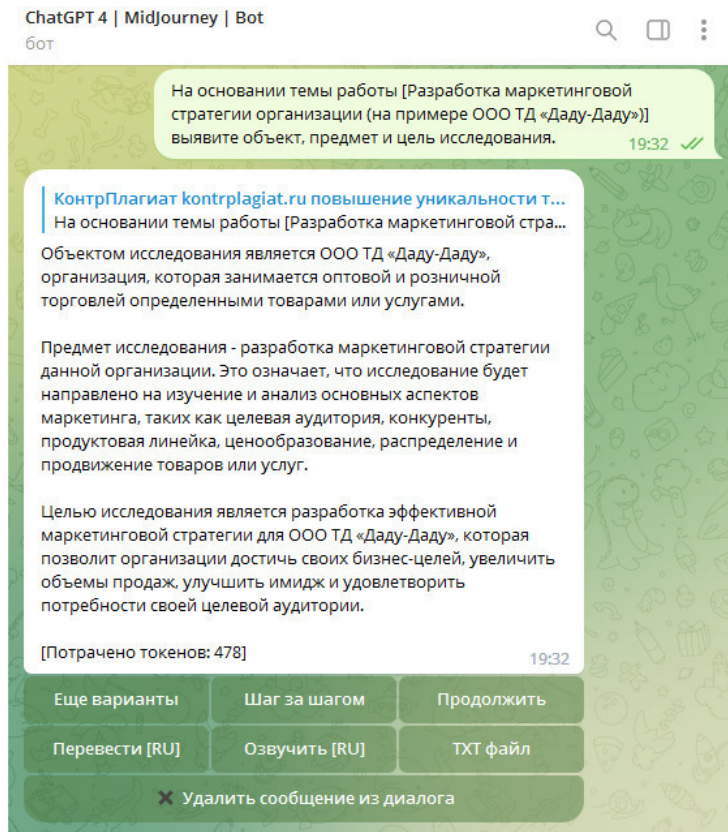 ChatGPT 4 | MidJourney | Bot
бот
На основании темы работы [Разработка маркетинговой
стратегии организации (на примере ООО ТД «Даду-Даду»)]
выявите объект, предмет и цель исследования.
19:32
КонтрПлагиат kontrplagiat.ru повышение уникальности т...
На основании темы работы [Разработка маркетинговой стра...
Объектом исследования является ООО ТД «Даду-Даду»,
организация, которая занимается оптовой и розничной
торговлей определенными товарами или услугами.
Предмет исследования - разработка маркетинговой стратегии
данной организации. Это означает, что исследование будет
направлено на изучение и анализ основных аспектов
маркетинга, таких как целевая аудитория, конкуренты,
продуктовая линейка, ценообразование, распределение и
продвижение товаров или услуг.
Целью исследования является разработка эффективной
маркетинговой стратегии для ООО ТД «Даду-Даду», которая
позволит организации достичь своих бизнес-целей, увеличить
объемы продаж, улучшить имидж и удовлетворить
потребности своей целевой аудитории.
[Потрачено токенов: 478]
19:32
Еще варианты Шаг за шагом Продолжить
Перевести [RU] Озвучить [RU] TXT файл
✖ Удалить сообщение из диалога